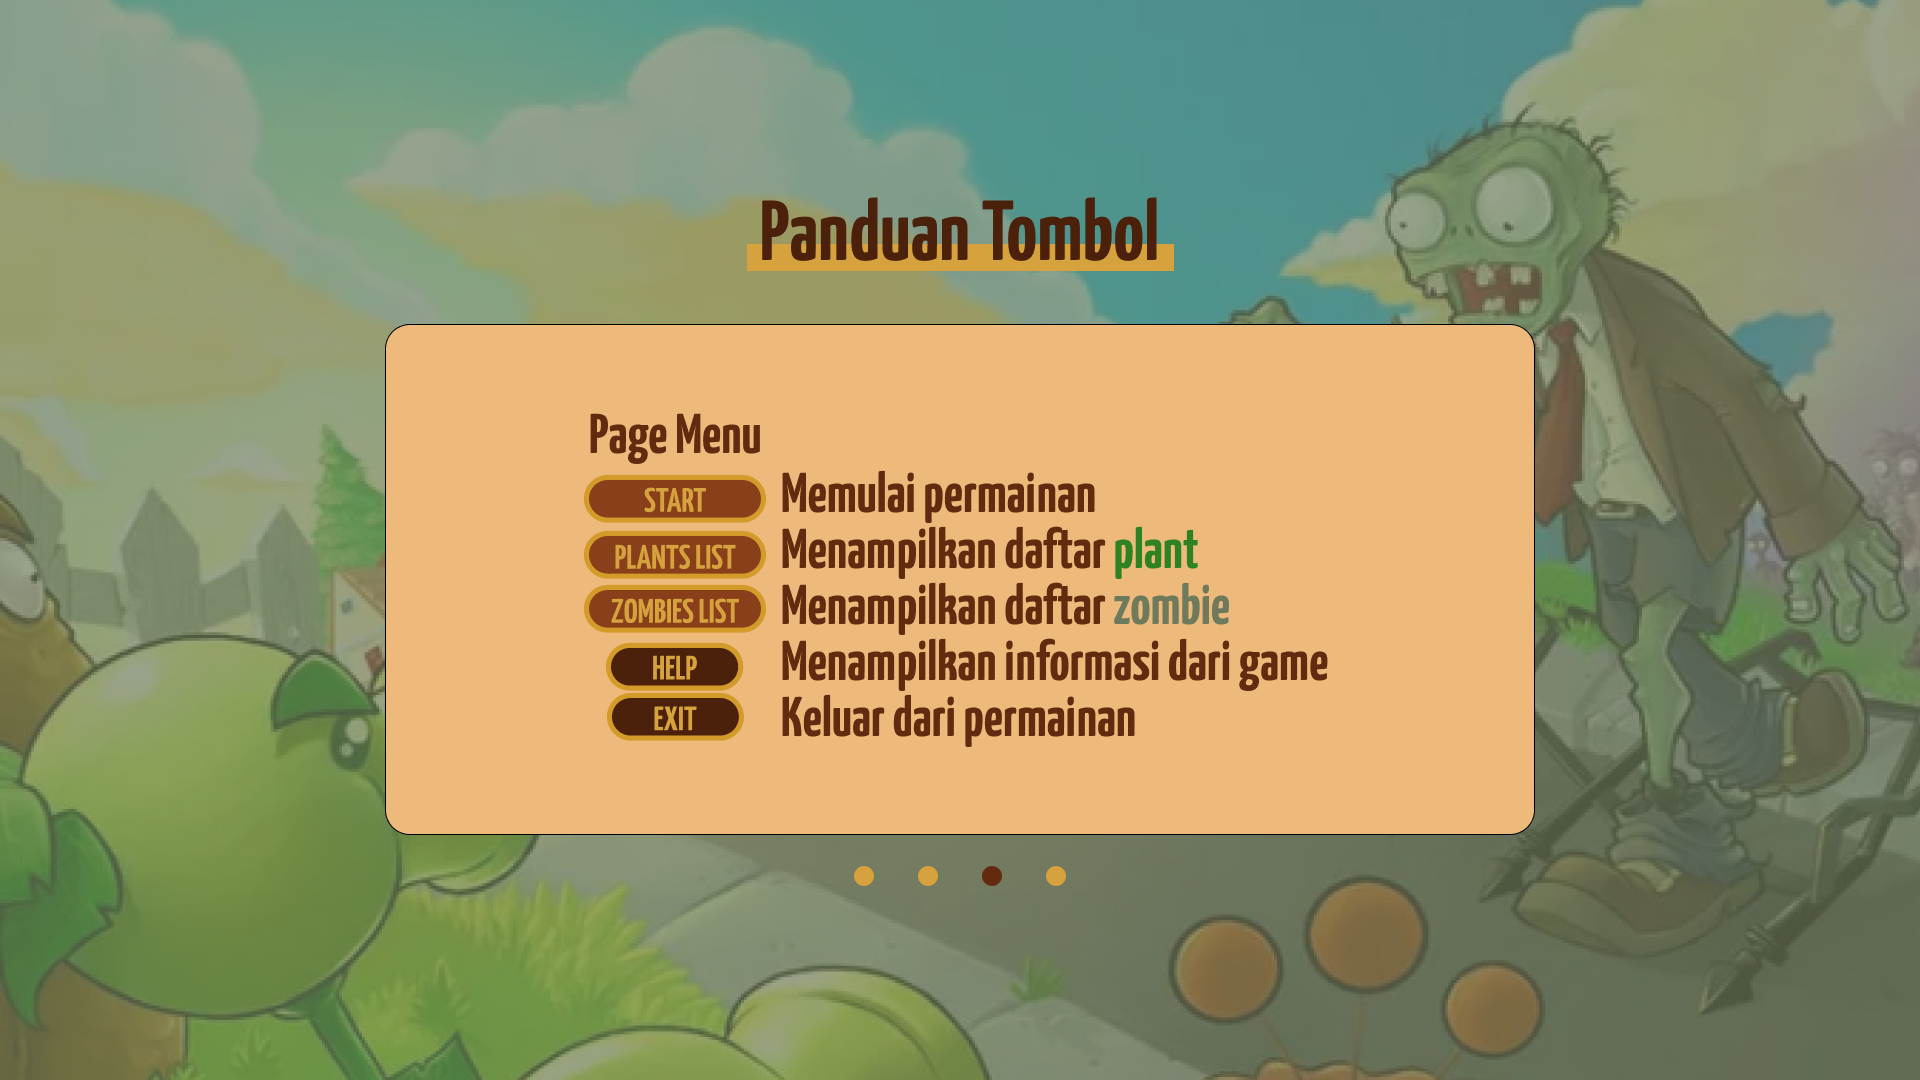 Panduan Tombol
Page Menu
START Memulai permainan
PLANTS LIST Menampilkan daftar plant
ZOMBIES LIST Menampilkan daftar zombie
HELP Menampilkan informasi dari game
EXIT Keluar dari permainan